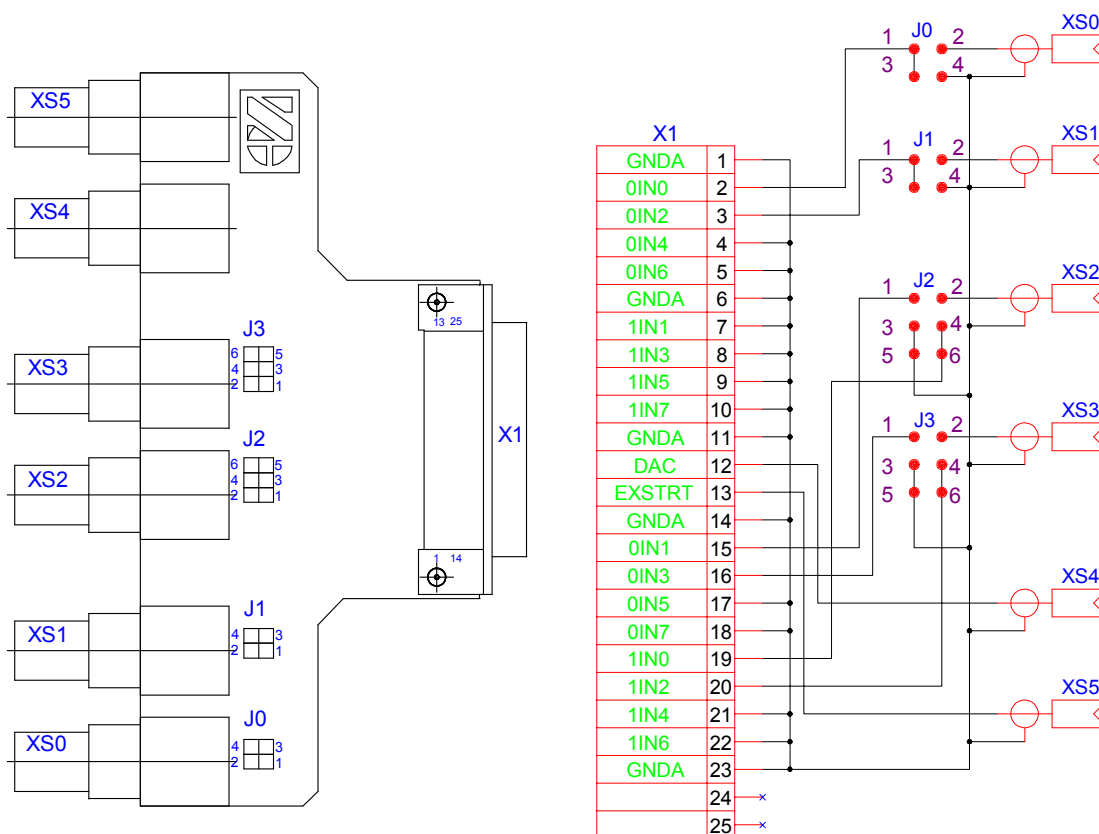 XS5
XS4
J3
6 5
4 3
2 1
XS3
J2
6 5
4 3
2 1
XS2
J1
4 3
2 1
XS1
J0
4 3
2 1
XS0
13 25
X1
1 14
X1
GNDA 1
0IN0 2
0IN2 3
0IN4 4
0IN6 5
GNDA 6
1IN1 7
1IN3 8
1IN5 9
1IN7 10
GNDA 11
DAC 12
EXSTRT 13
GNDA 14
0IN1 15
0IN3 16
0IN5 17
0IN7 18
1IN0 19
1IN2 20
1IN4 21
1IN6 22
GNDA 23
24
25
J0
1 2
3 4
XS0
J1
1 2
3 4
XS1
J2
1 2
3 4
5 6
XS2
J3
1 2
3 4
5 6
XS3
XS4
XS5